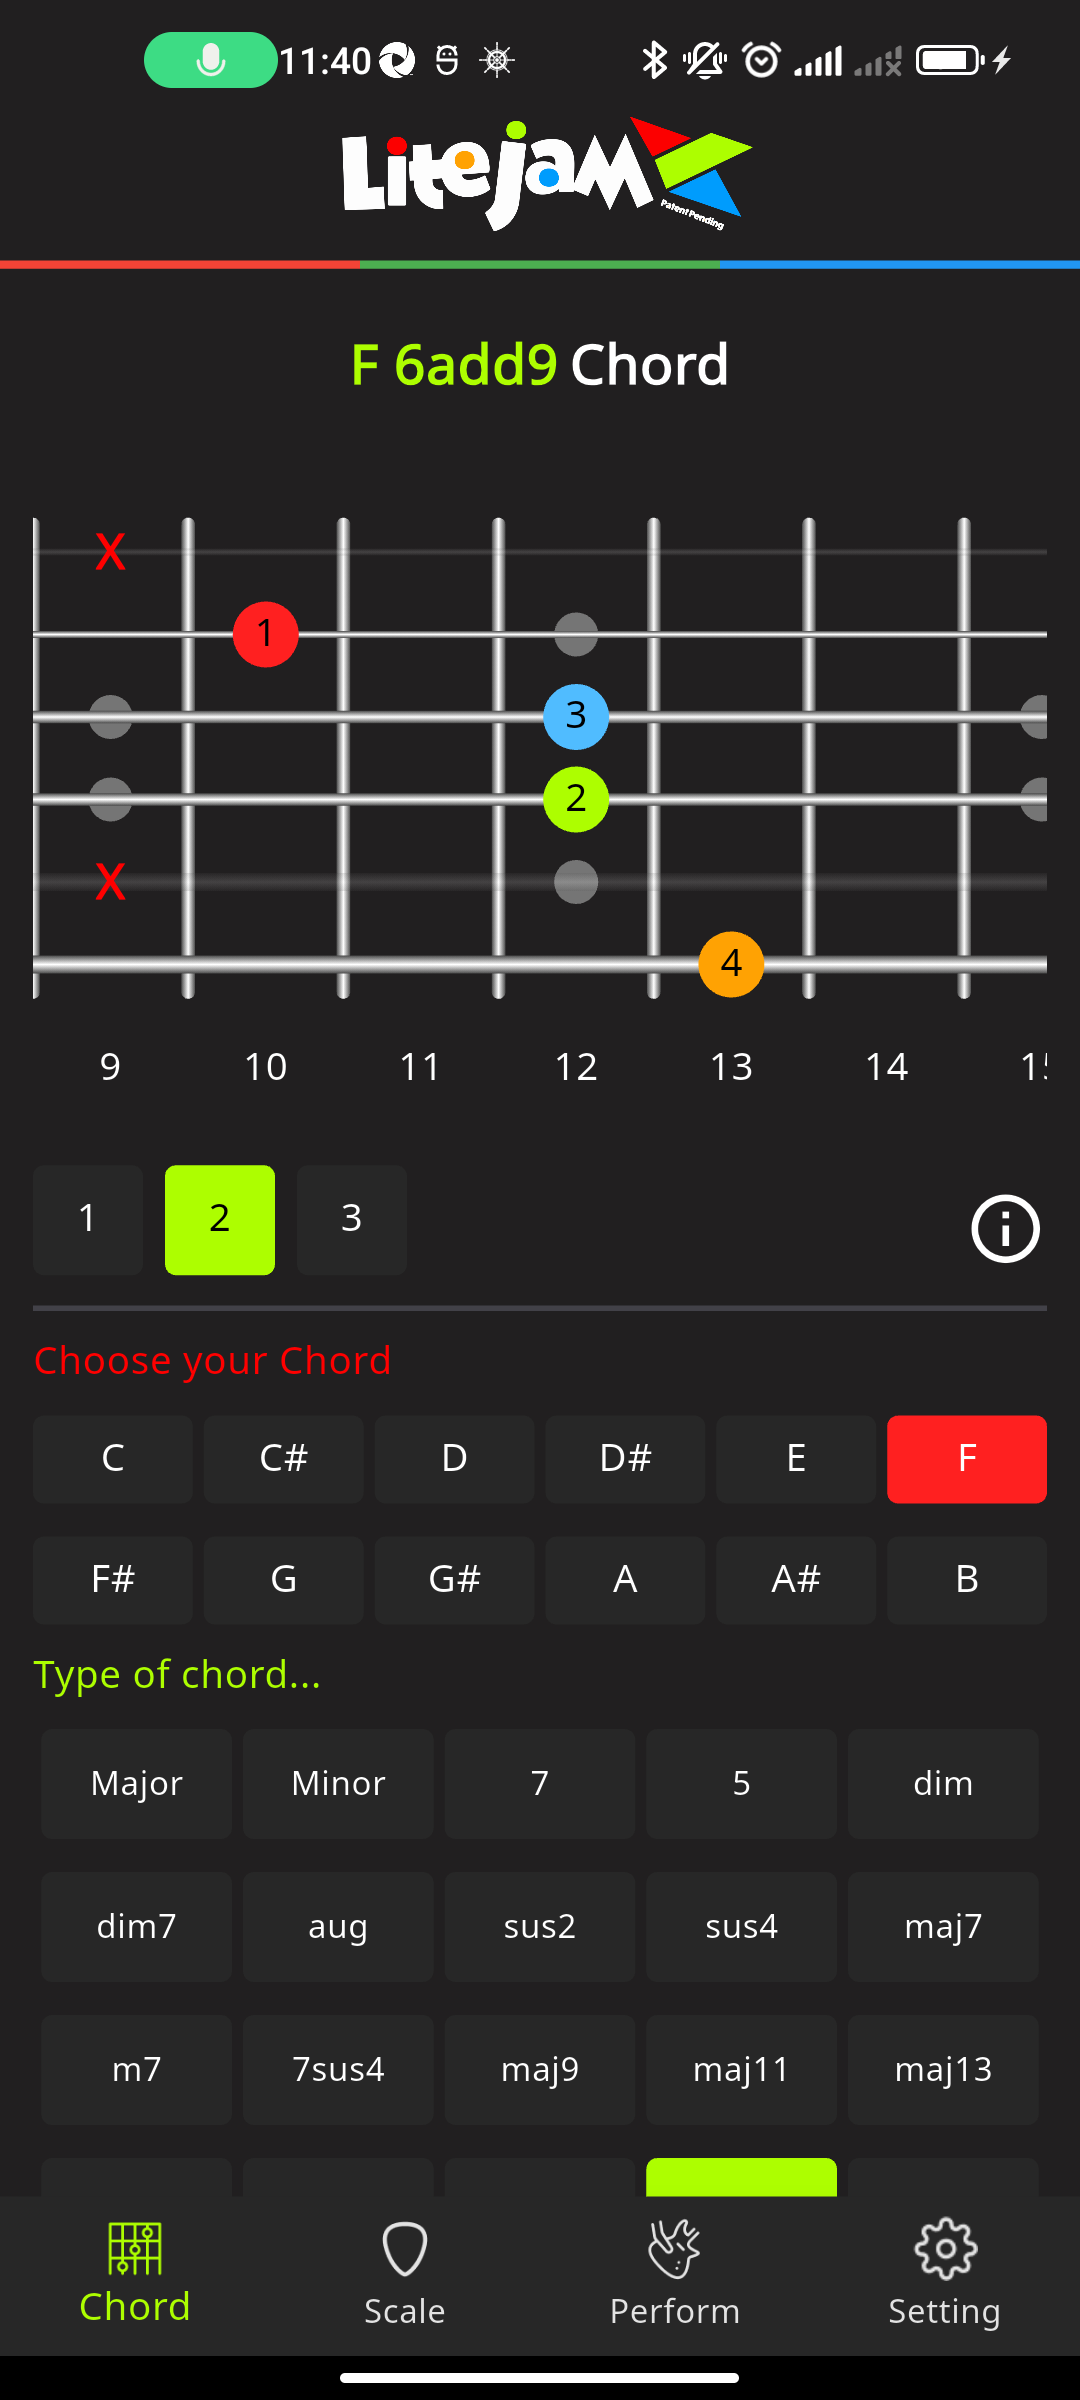 11:40
LitejaM
Patent Pending
F 6add9 Chord
X
1
3
2
X
4
9 10 11 12 13 14
1 2 3
Choose your Chord
C C# D D# E F
F# G G# A A# B
Type of chord...
Major Minor 7 5 dim
dim7 aug sus2 sus4 maj7
m7 7sus4 maj9 maj11 maj13
Chord Scale Perform Setting